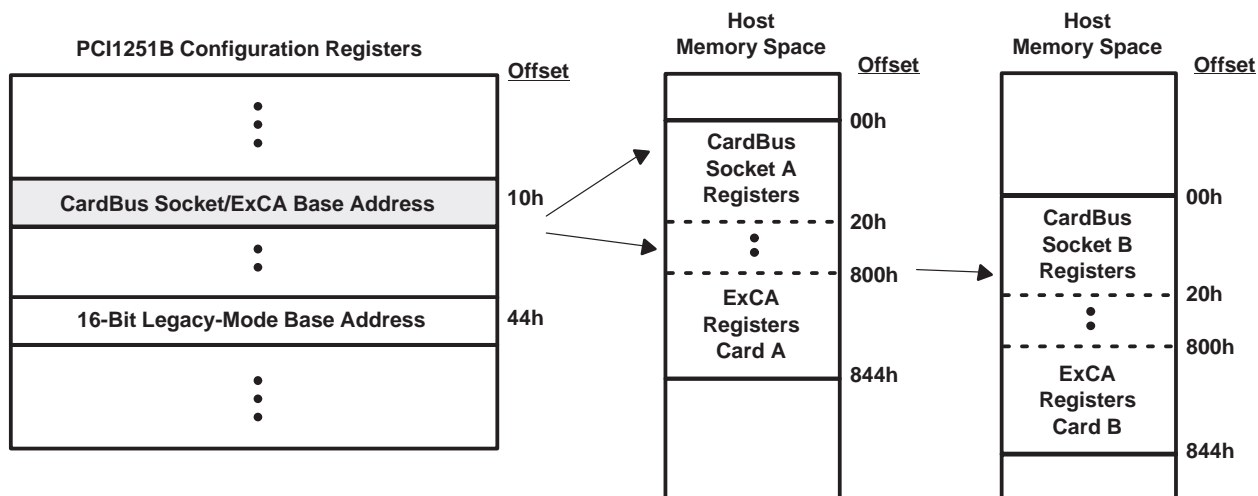 PCI1251B Configuration Registers
Offset
CardBus Socket/ExCA Base Address
10h
16-Bit Legacy-Mode Base Address
44h
Host
Memory Space
Offset
00h
CardBus
Socket A
Registers
20h
800h
ExCA
Registers
Card A
844h
Host
Memory Space
Offset
00h
CardBus
Socket B
Registers
20h
800h
ExCA
Registers
Card B
844h